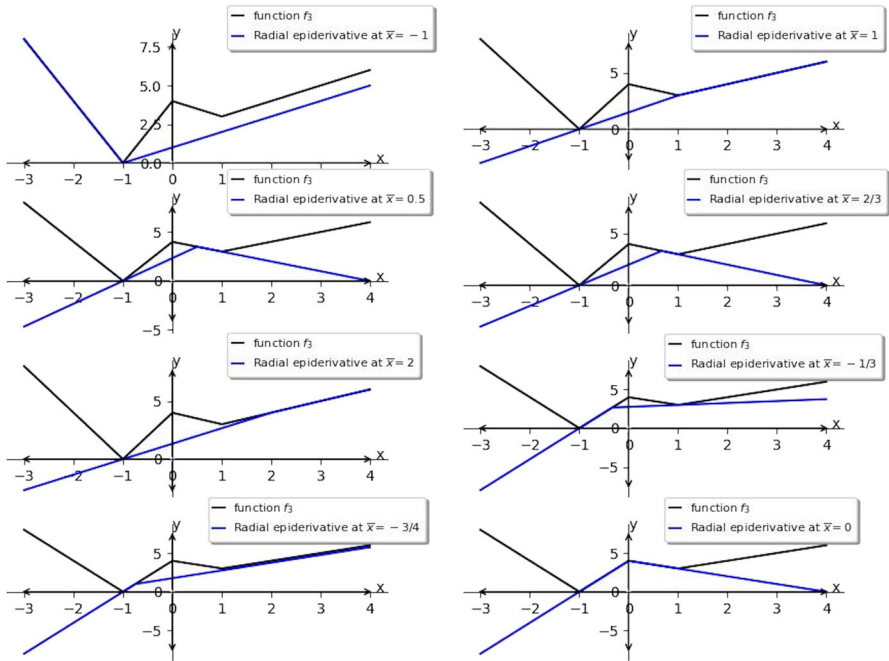 function f₃
Radial epiderivative at x̅ = −1
y
7.5
5.0
2.5
0.0
x
−3 −2 −1 0 1 2 3 4
function f₃
Radial epiderivative at x̅ = 1
y
5
0
x
−3 −2 −1 0 1 2 3 4
function f₃
Radial epiderivative at x̅ = 0.5
y
5
0
x
−3 −2 −1 0 1 2 3 4
−5
function f₃
Radial epiderivative at x̅ = 2/3
y
5
0
x
−3 −2 −1 0 1 2 3 4
function f₃
Radial epiderivative at x̅ = 2
y
5
0
x
−3 −2 −1 0 1 2 3 4
function f₃
Radial epiderivative at x̅ = −1/3
y
5
0
x
−3 −2 −1 0 1 2 3 4
−5
function f₃
Radial epiderivative at x̅ = −3/4
y
5
0
x
−3 −2 −1 0 1 2 3 4
−5
function f₃
Radial epiderivative at x̅ = 0
y
5
0
x
−3 −2 −1 0 1 2 3 4
−5